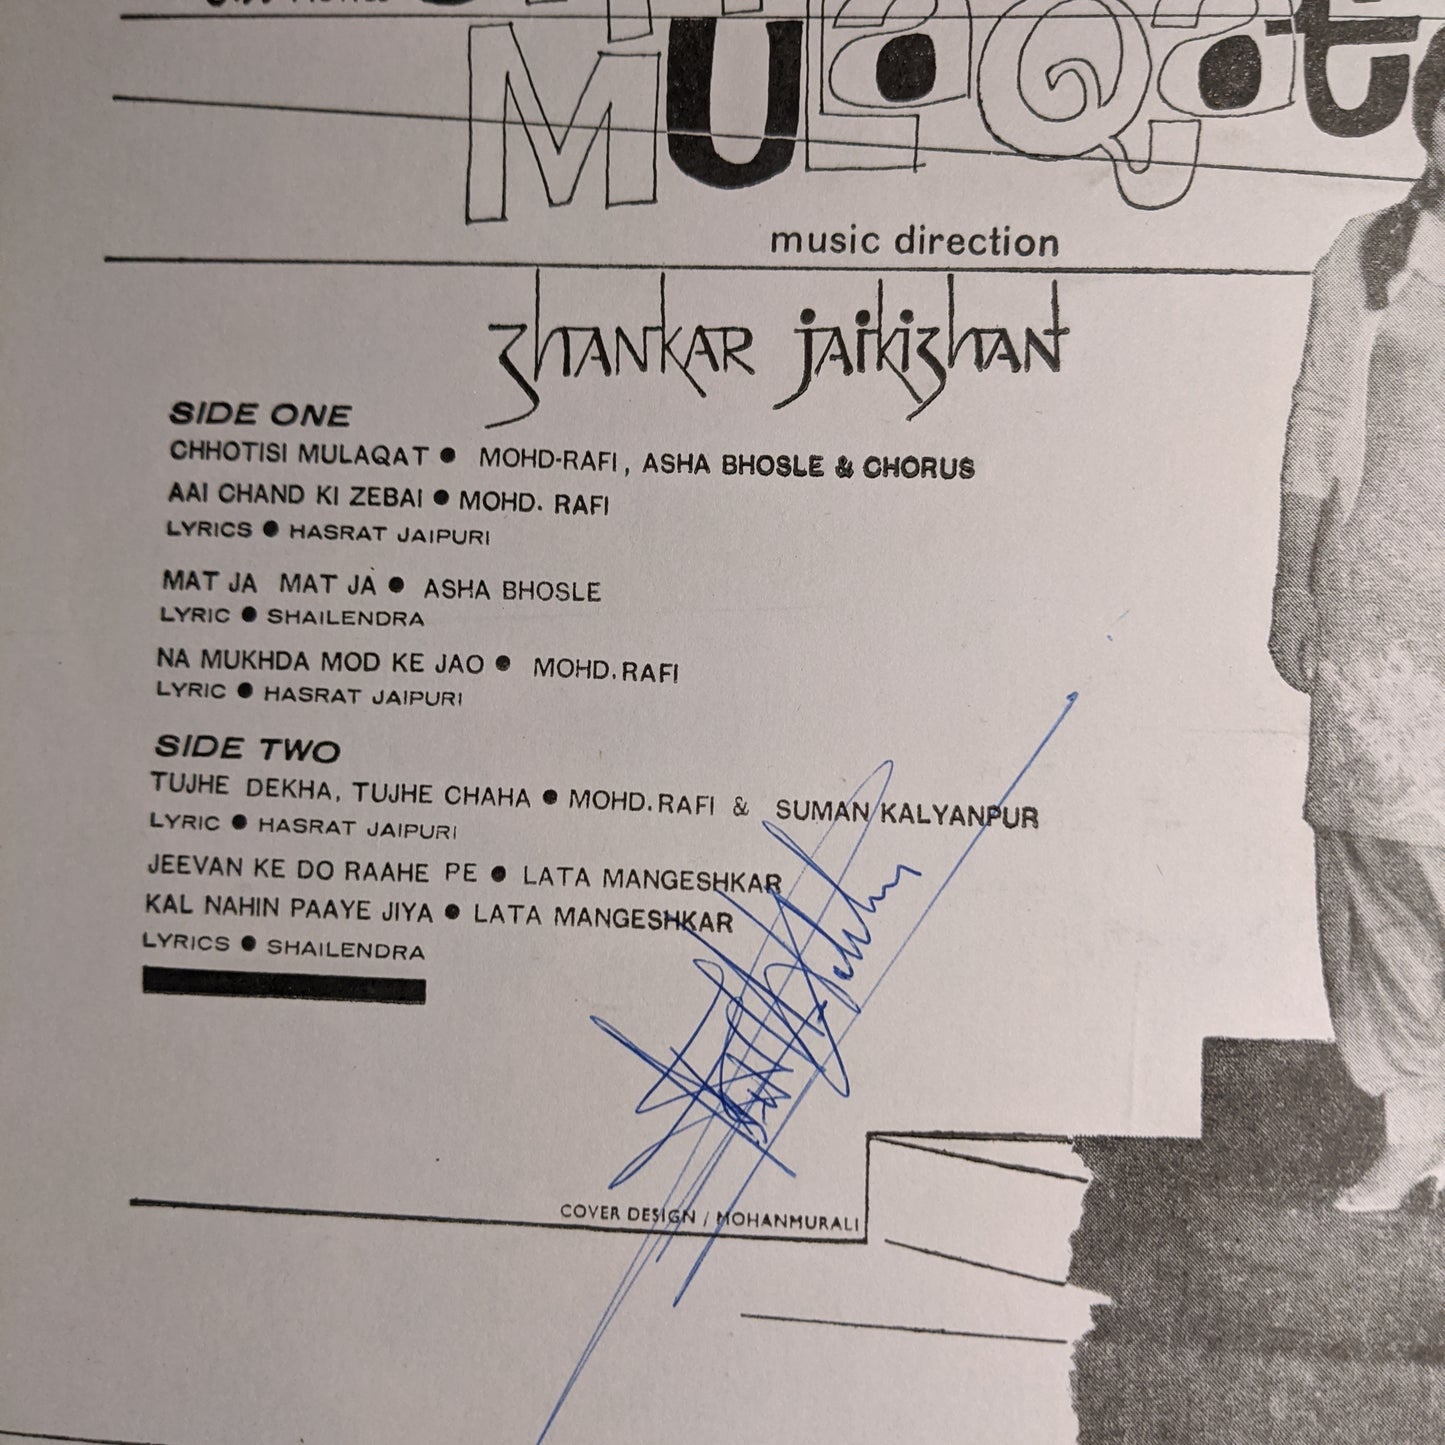 MULaQat
music direction
zhankar jaikizhan
SIDE ONE
CHHOTISI MULAQAT ● MOHD-RAFI, ASHA BHOSLE & CHORUS
AAI CHAND KI ZEBAI ● MOHD. RAFI
LYRICS ● HASRAT JAIPURI
MAT JA MAT JA ● ASHA BHOSLE
LYRIC ● SHAILENDRA
NA MUKHDA MOD KE JAO ● MOHD. RAFI
LYRIC ● HASRAT JAIPURI
SIDE TWO
TUJHE DEKHA, TUJHE CHAHA ● MOHD. RAFI & SUMAN KALYANPUR
LYRIC ● HASRAT JAIPURI
JEEVAN KE DO RAAHE PE ● LATA MANGESHKAR
KAL NAHIN PAAYE JIYA ● LATA MANGESHKAR
LYRICS ● SHAILENDRA
COVER DESIGN / MOHANMURALI